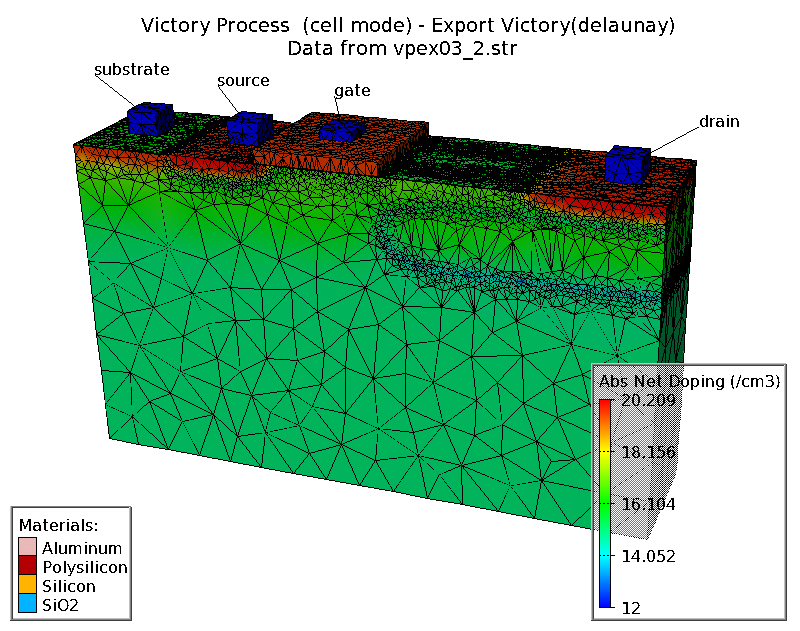 Victory Process  (cell mode) - Export Victory(delaunay)
Data from vpex03_2.str
substrate
source
gate
drain
Abs Net Doping (/cm3)
20.209
18.156
16.104
14.052
12
Materials:
Aluminum
Polysilicon
Silicon
SiO2